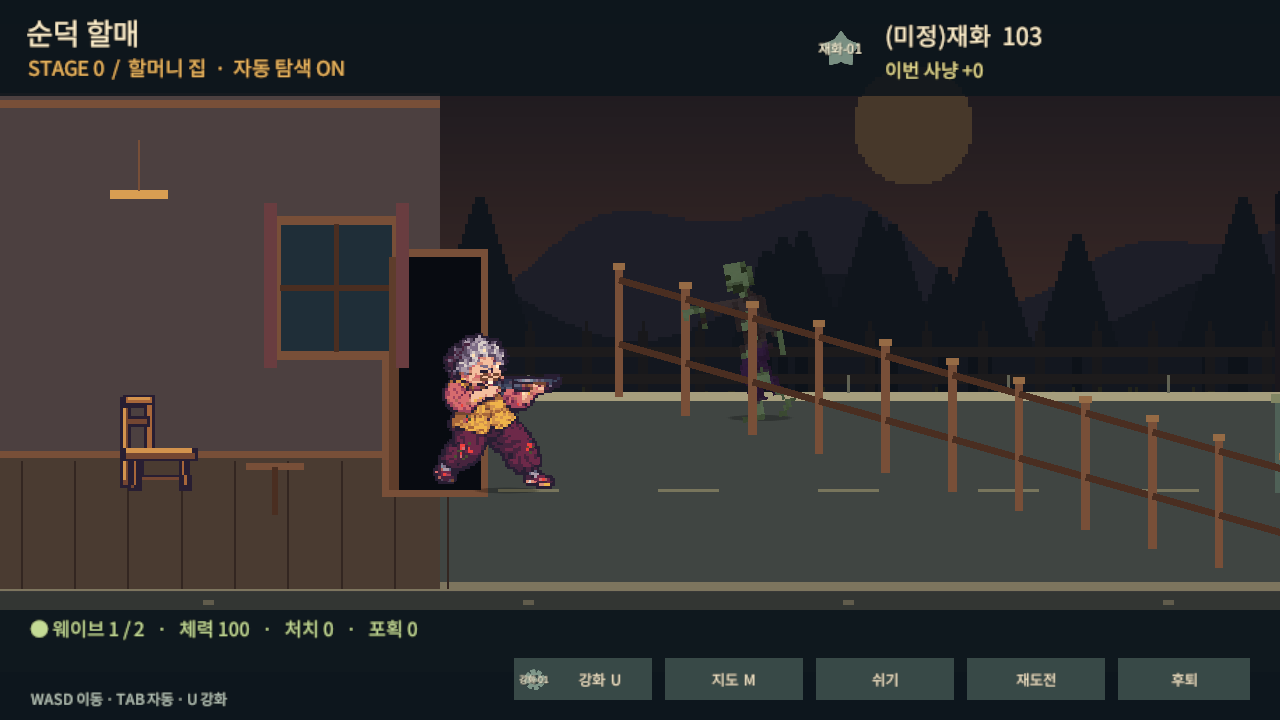 순덕 할매
STAGE 0 / 할머니 집 · 자동 탐색 ON
재화-01
(미정)재화 103
이번 사냥 +0
웨이브 1 / 2 · 체력 100 · 처치 0 · 포획 0
WASD 이동 · TAB 자동 · U 강화
강화-01
강화 U
지도 M
쉬기
재도전
후퇴